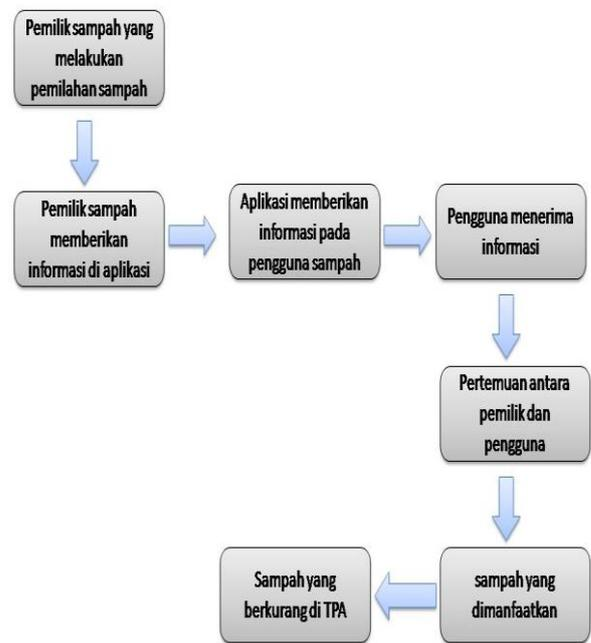 Pemilik sampah yang
melakukan
pemilahan sampah
Pemilik sampah
memberikan
informasi di aplikasi
Aplikasi memberikan
informasi pada
pengguna sampah
Pengguna menerima
informasi
Pertemuan antara
pemilik dan
pengguna
sampah yang
dimanfaatkan
Sampah yang
berkurang di TPA